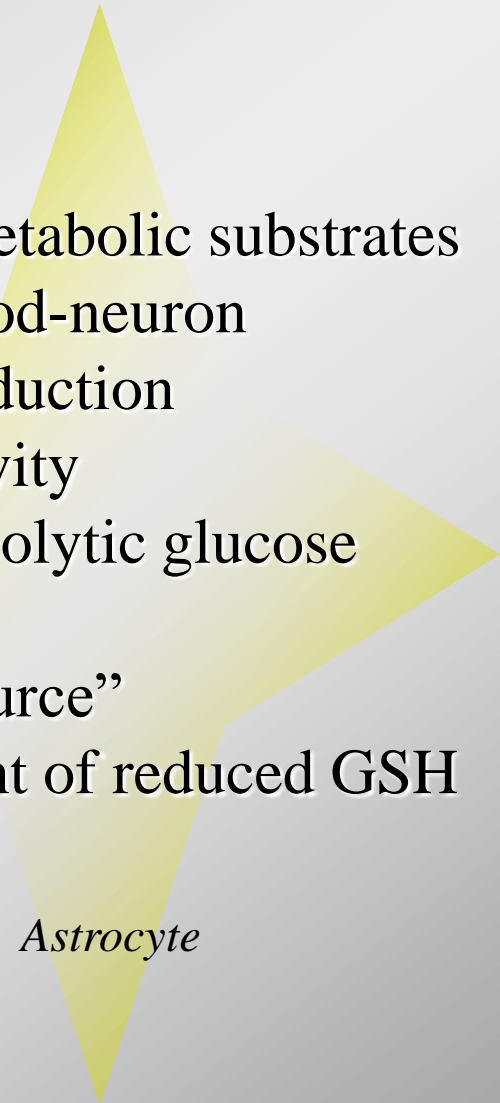 etabolic substrates
od-neuron
duction
vity
olytic glucose
urce”
nt of reduced GSH
Astrocyte